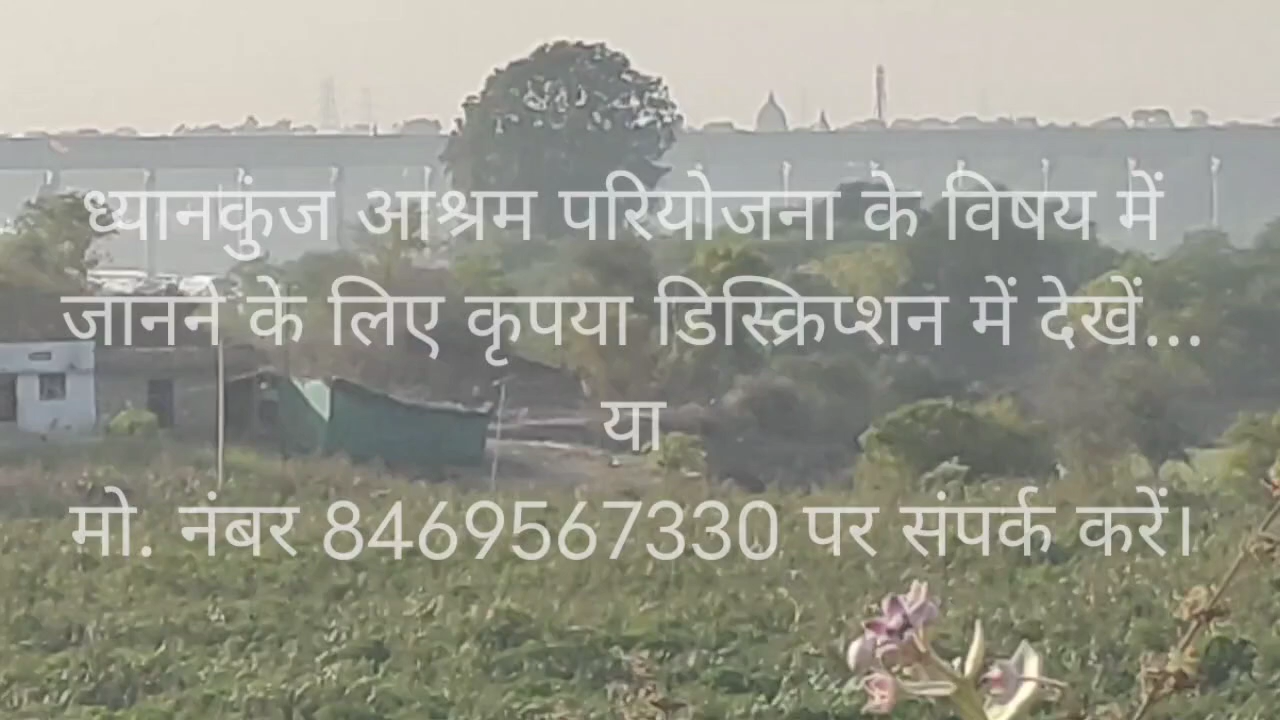 ध्यानकुंज आश्रम परियोजना के विषय में
जानने के लिए कृपया डिस्क्रिप्शन में देखें...
या
मो. नंबर 8469567330 पर संपर्क करें।